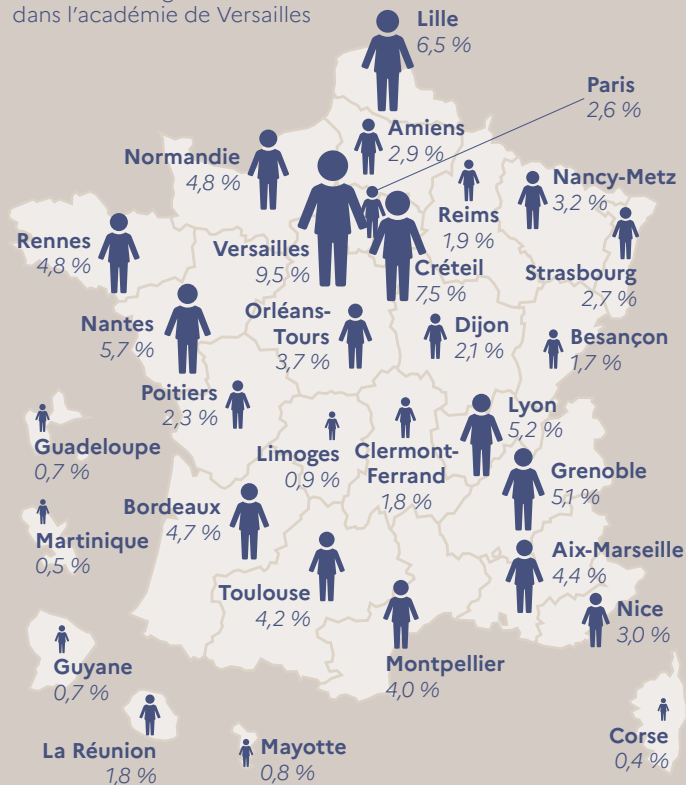 dans l’académie de Versailles
Lille
6,5 %
Paris
2,6 %
Amiens
2,9 %
Normandie
4,8 %
Nancy-Metz
3,2 %
Reims
1,9 %
Rennes
4,8 %
Versailles
9,5 %
Créteil
7,5 %
Strasbourg
2,7 %
Nantes
5,7 %
Orléans-
Tours
3,7 %
Dijon
2,1 %
Besançon
1,7 %
Poitiers
2,3 %
Lyon
5,2 %
Guadeloupe
0,7 %
Limoges
0,9 %
Clermont-
Ferrand
1,8 %
Grenoble
5,1 %
Bordeaux
4,7 %
Martinique
0,5 %
Aix-Marseille
4,4 %
Toulouse
4,2 %
Nice
3,0 %
Montpellier
4,0 %
Guyane
0,7 %
La Réunion
1,8 %
Mayotte
0,8 %
Corse
0,4 %